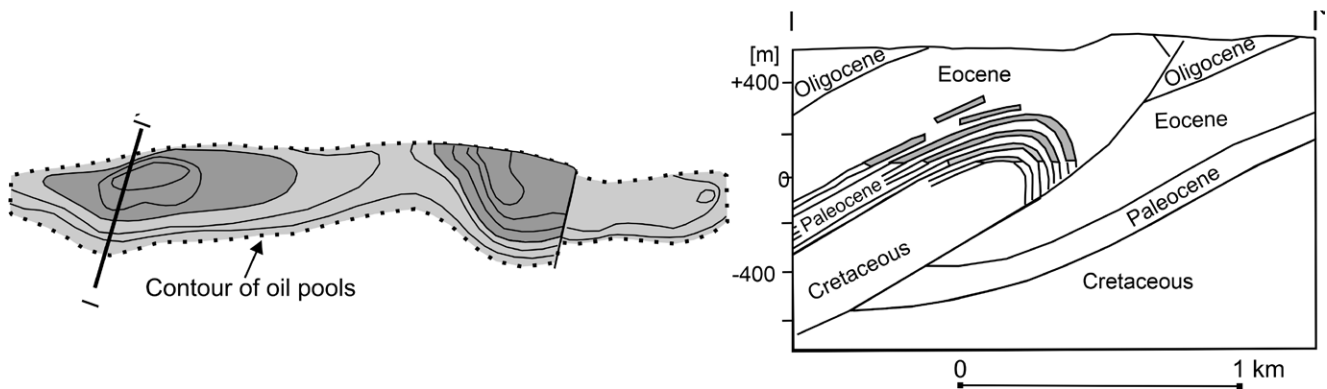 Contour of oil pools
I
I
I
[m]
+400
0
-400
Oligocene
Eocene
Oligocene
Eocene
Paleocene
Paleocene
Cretaceous
Cretaceous
0
1 km